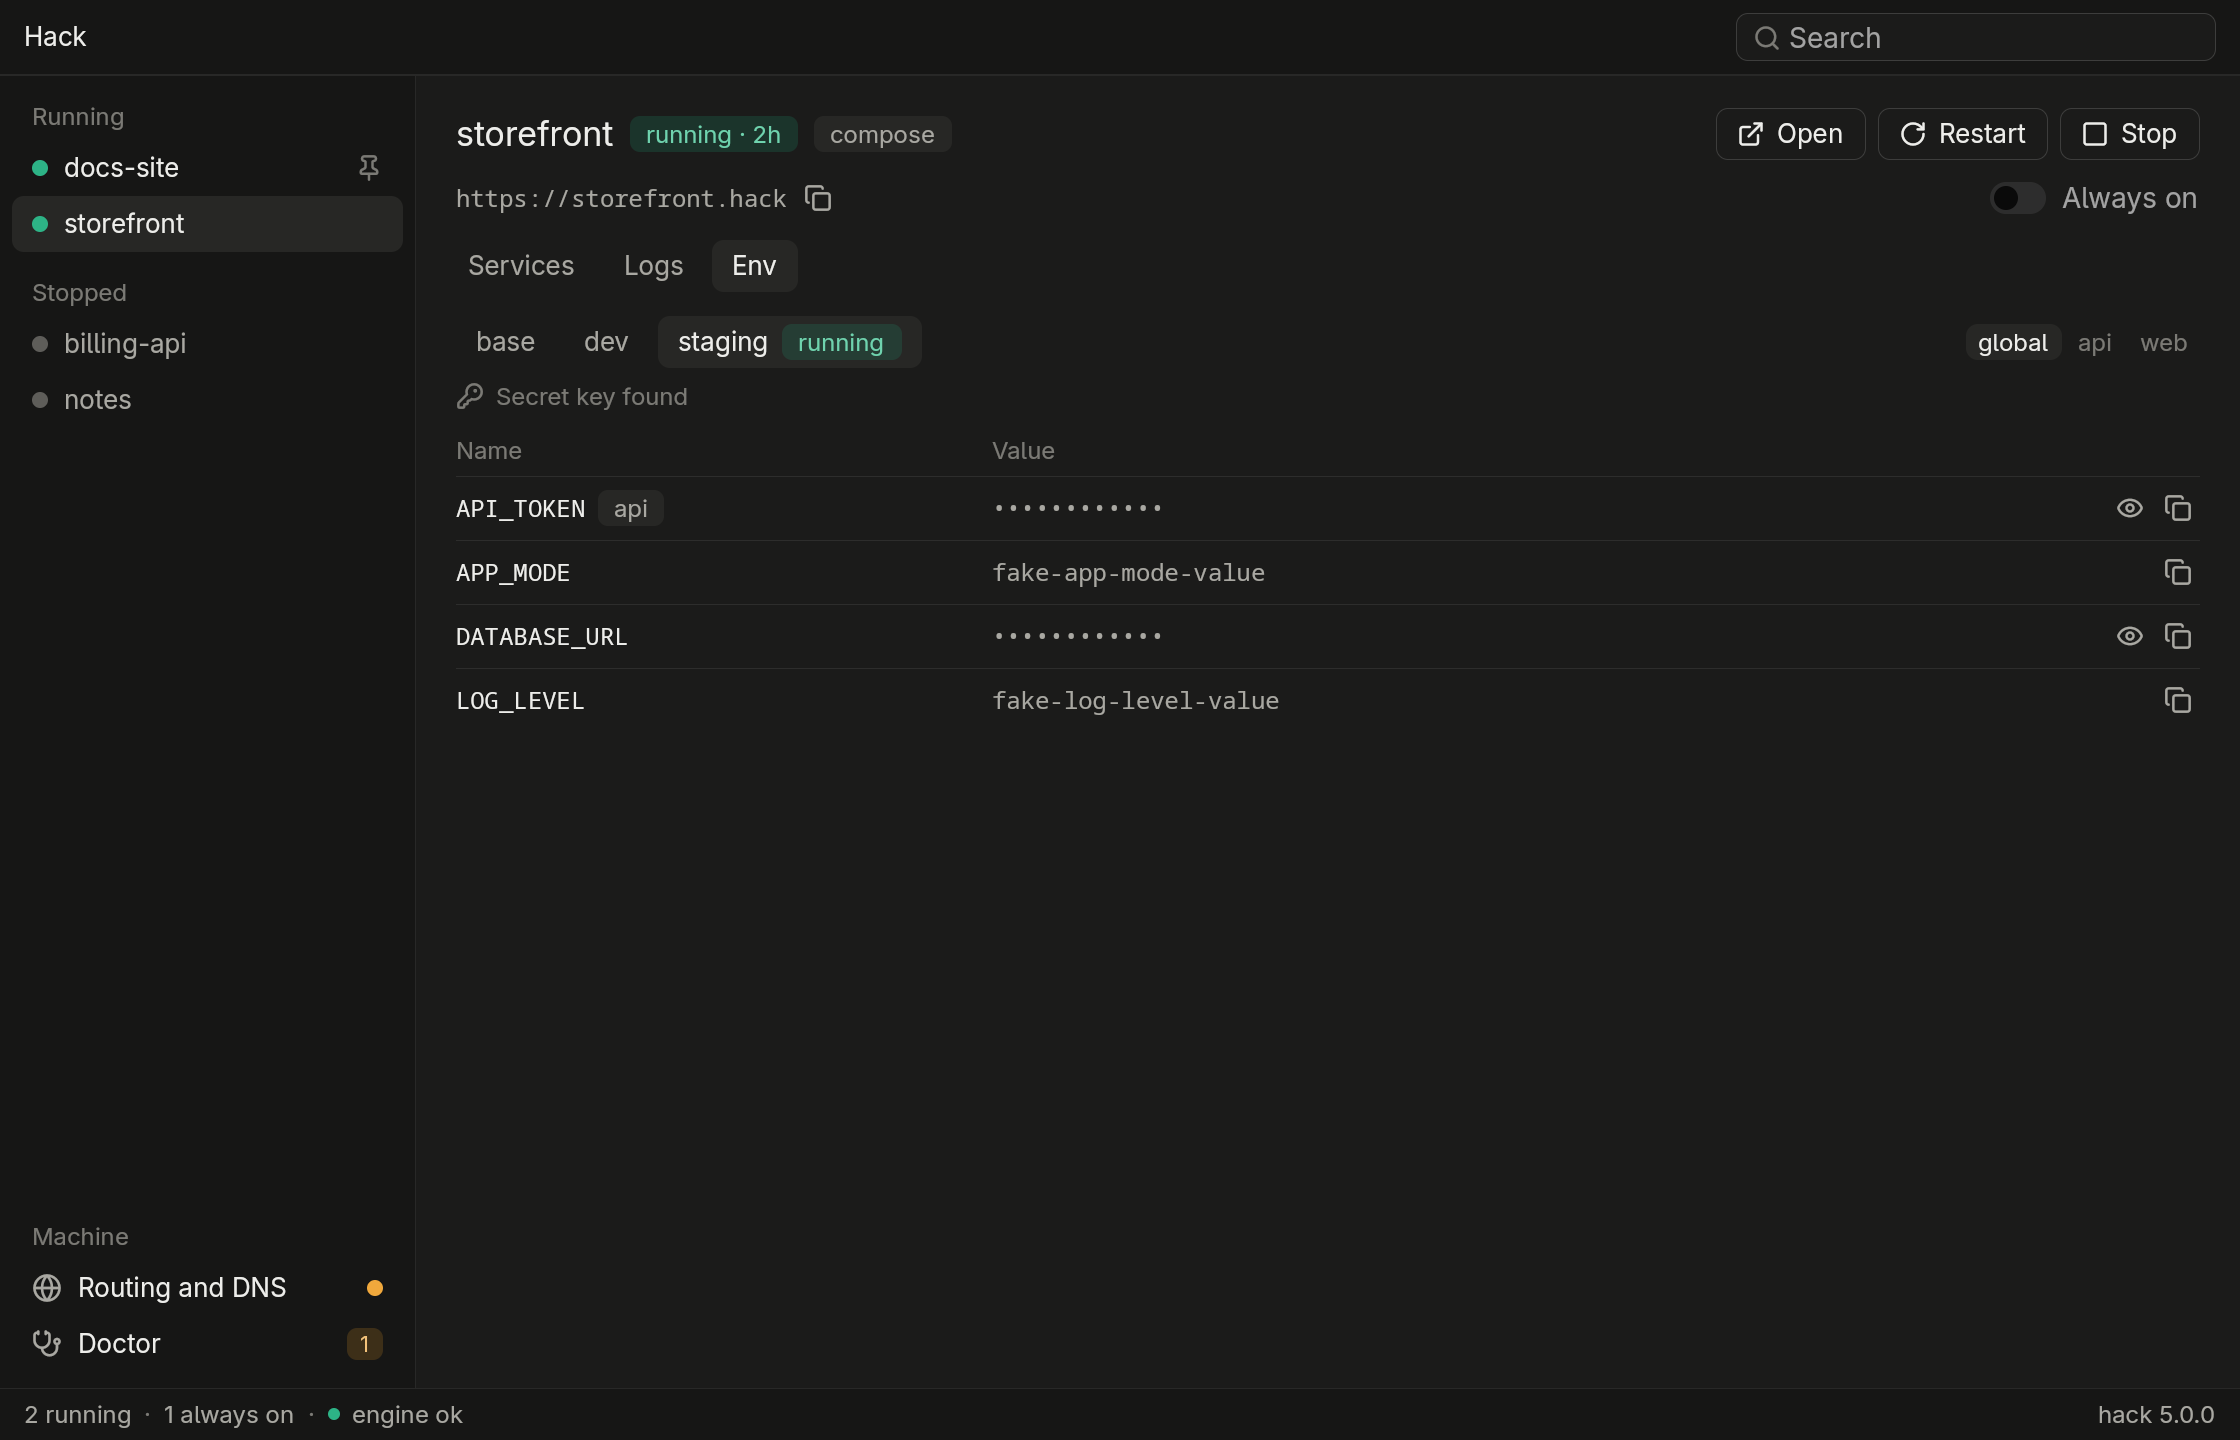 Hack
Search
Running
docs-site
storefront
Stopped
billing-api
notes
Machine
Routing and DNS
Doctor 1
storefront running · 2h compose
Open Restart Stop
https://storefront.hack
Always on
Services Logs Env
base dev staging running
global api web
Secret key found
Name Value
API_TOKEN api ••••••••••••
APP_MODE fake-app-mode-value
DATABASE_URL ••••••••••••
LOG_LEVEL fake-log-level-value
2 running · 1 always on · engine ok
hack 5.0.0